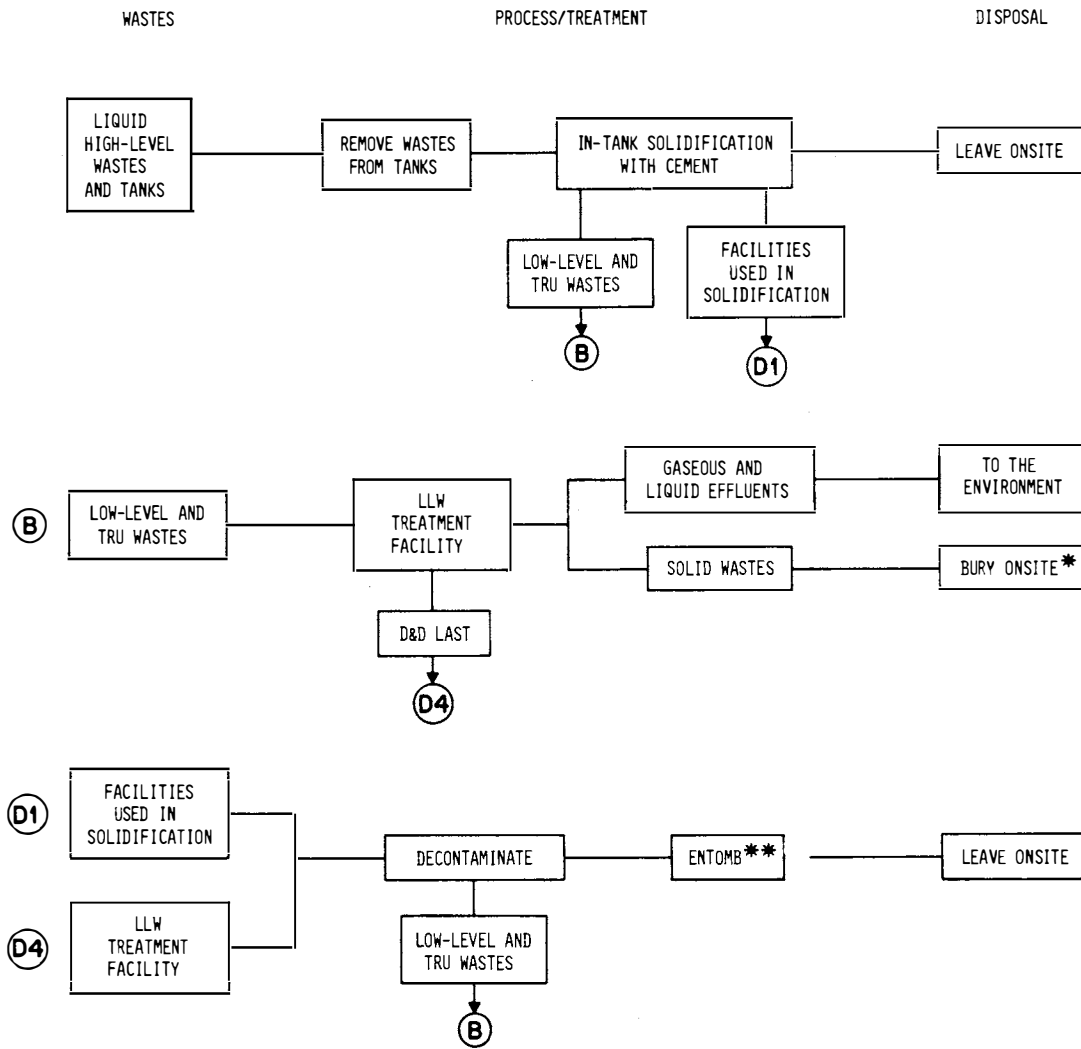 WASTES
PROCESS/TREATMENT
DISPOSAL
LIQUID
HIGH-LEVEL
WASTES
AND TANKS
REMOVE WASTES
FROM TANKS
IN-TANK SOLIDIFICATION
WITH CEMENT
LEAVE ONSITE
LOW-LEVEL AND
TRU WASTES
FACILITIES
USED IN
SOLIDIFICATION
B
D1
B
LOW-LEVEL AND
TRU WASTES
LLW
TREATMENT
FACILITY
GASEOUS AND
LIQUID EFFLUENTS
TO THE
ENVIRONMENT
SOLID WASTES
BURY ONSITE*
D&D LAST
D4
D1
FACILITIES
USED IN
SOLIDIFICATION
DECONTAMINATE
ENTOMB**
LEAVE ONSITE
D4
LLW
TREATMENT
FACILITY
LOW-LEVEL AND
TRU WASTES
B